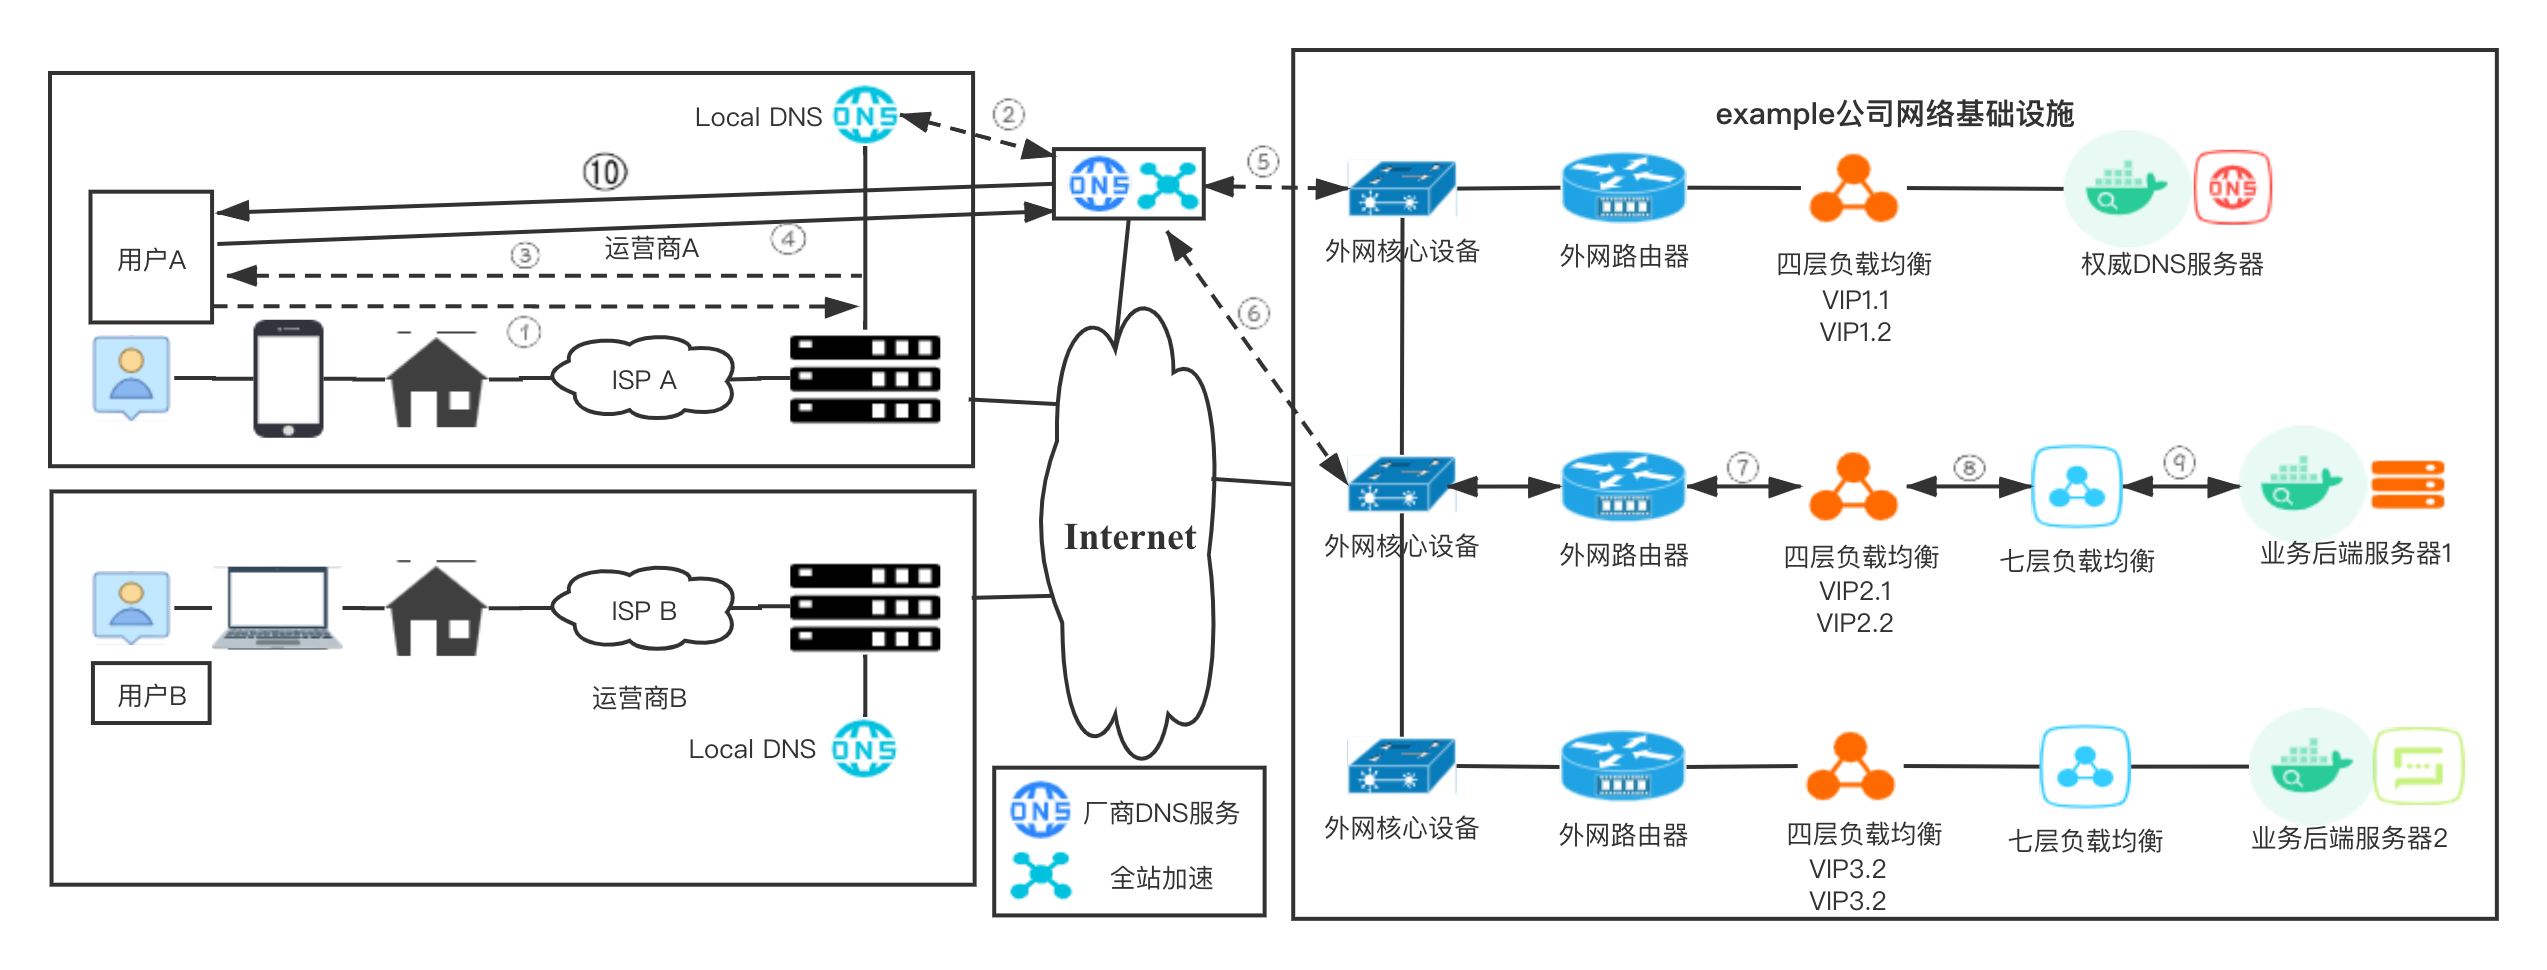 Local DNS
DNS
②
⑩
用户A
运营商A
④
③
①
ISP A
DNS
⑤
⑥
Internet
ISP B
用户B
运营商B
Local DNS
DNS
DNS
厂商DNS服务
全站加速
example公司网络基础设施
外网核心设备
外网路由器
四层负载均衡
VIP1.1
VIP1.2
DNS
权威DNS服务器
⑦
⑧
⑨
外网核心设备
外网路由器
四层负载均衡
VIP2.1
VIP2.2
七层负载均衡
业务后端服务器1
外网核心设备
外网路由器
四层负载均衡
VIP3.2
VIP3.2
七层负载均衡
业务后端服务器2